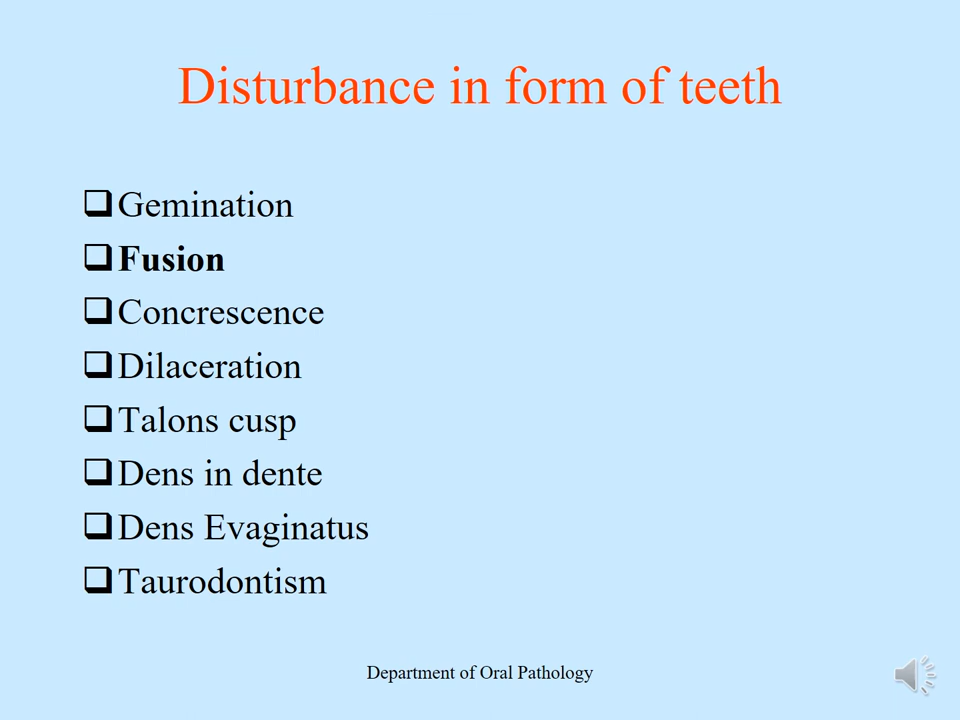 Disturbance in form of teeth
❑Gemination
❑Fusion
❑Concrescence
❑Dilaceration
❑Talons cusp
❑Dens in dente
❑Dens Evaginatus
❑Taurodontism
Department of Oral Pathology